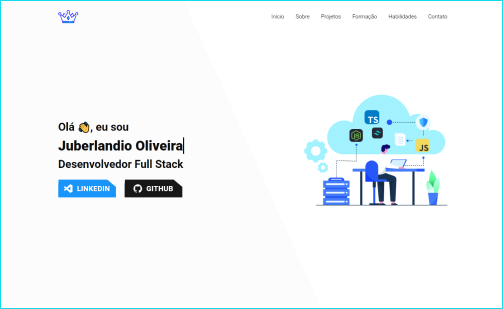 Início Sobre Projetos Formação Habilidades Contato
Olá 👏, eu sou
Juberlandio Oliveira
Desenvolvedor Full Stack
LINKEDIN GITHUB
TS
JS